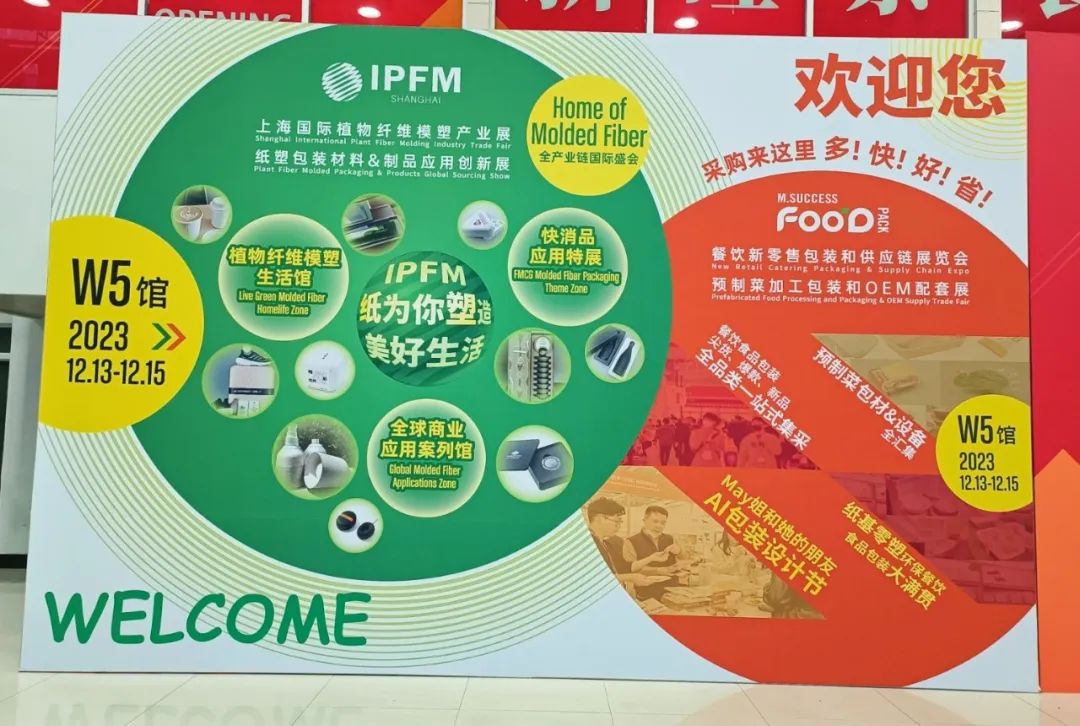 OPENING
IPFM
SHANGHAI
上海国际植物纤维模塑产业展
Shanghai International Plant Fiber Molding Industry Trade Fair
纸塑包装材料&制品应用创新展
Plant Fiber Molded Packaging & Products Global Sourcing Show
Home of
Molded Fiber
全产业链国际盛会
欢迎您
采购来这里 多！快！好！省！
W5馆
2023
12.13-12.15
植物纤维模塑
生活馆
Live Green Molded Fiber
Homelife Zone
快消品
应用特展
FMCG Molded Fiber Packaging
Theme Zone
IPFM
纸为你塑造
美好生活
全球商业
应用案列馆
Global Molded Fiber
Applications Zone
M.SUCCESS
FOOD
PACK
餐饮新零售包装和供应链展览会
New Retail Catering Packaging & Supply Chain Expo
预制菜加工包装和OEM配套展
Prefabricated Food Processing and Packaging & OEM Supply Trade Fair
餐饮食品包装
尖货、爆款、新品
全品类一站式集采
预制菜包材&设备
全汇集
W5馆
2023
12.13-12.15
May姐和她的朋友
AI包装设计节
纸基零塑环保餐饮
食品包装大满贯
WELCOME